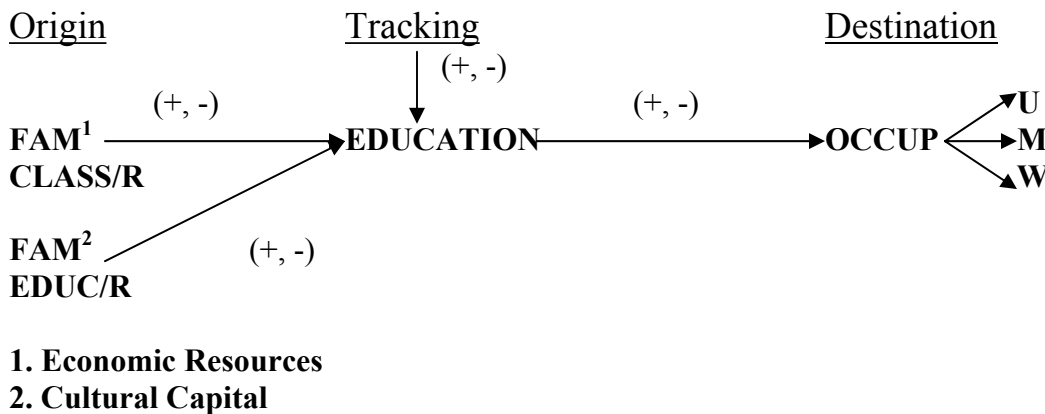 Origin Tracking Destination
(+, -)
(+, -) (+, -)
U
FAM¹ EDUCATION OCCUP M
CLASS/R W
FAM² (+, -)
EDUC/R
1. Economic Resources
2. Cultural Capital